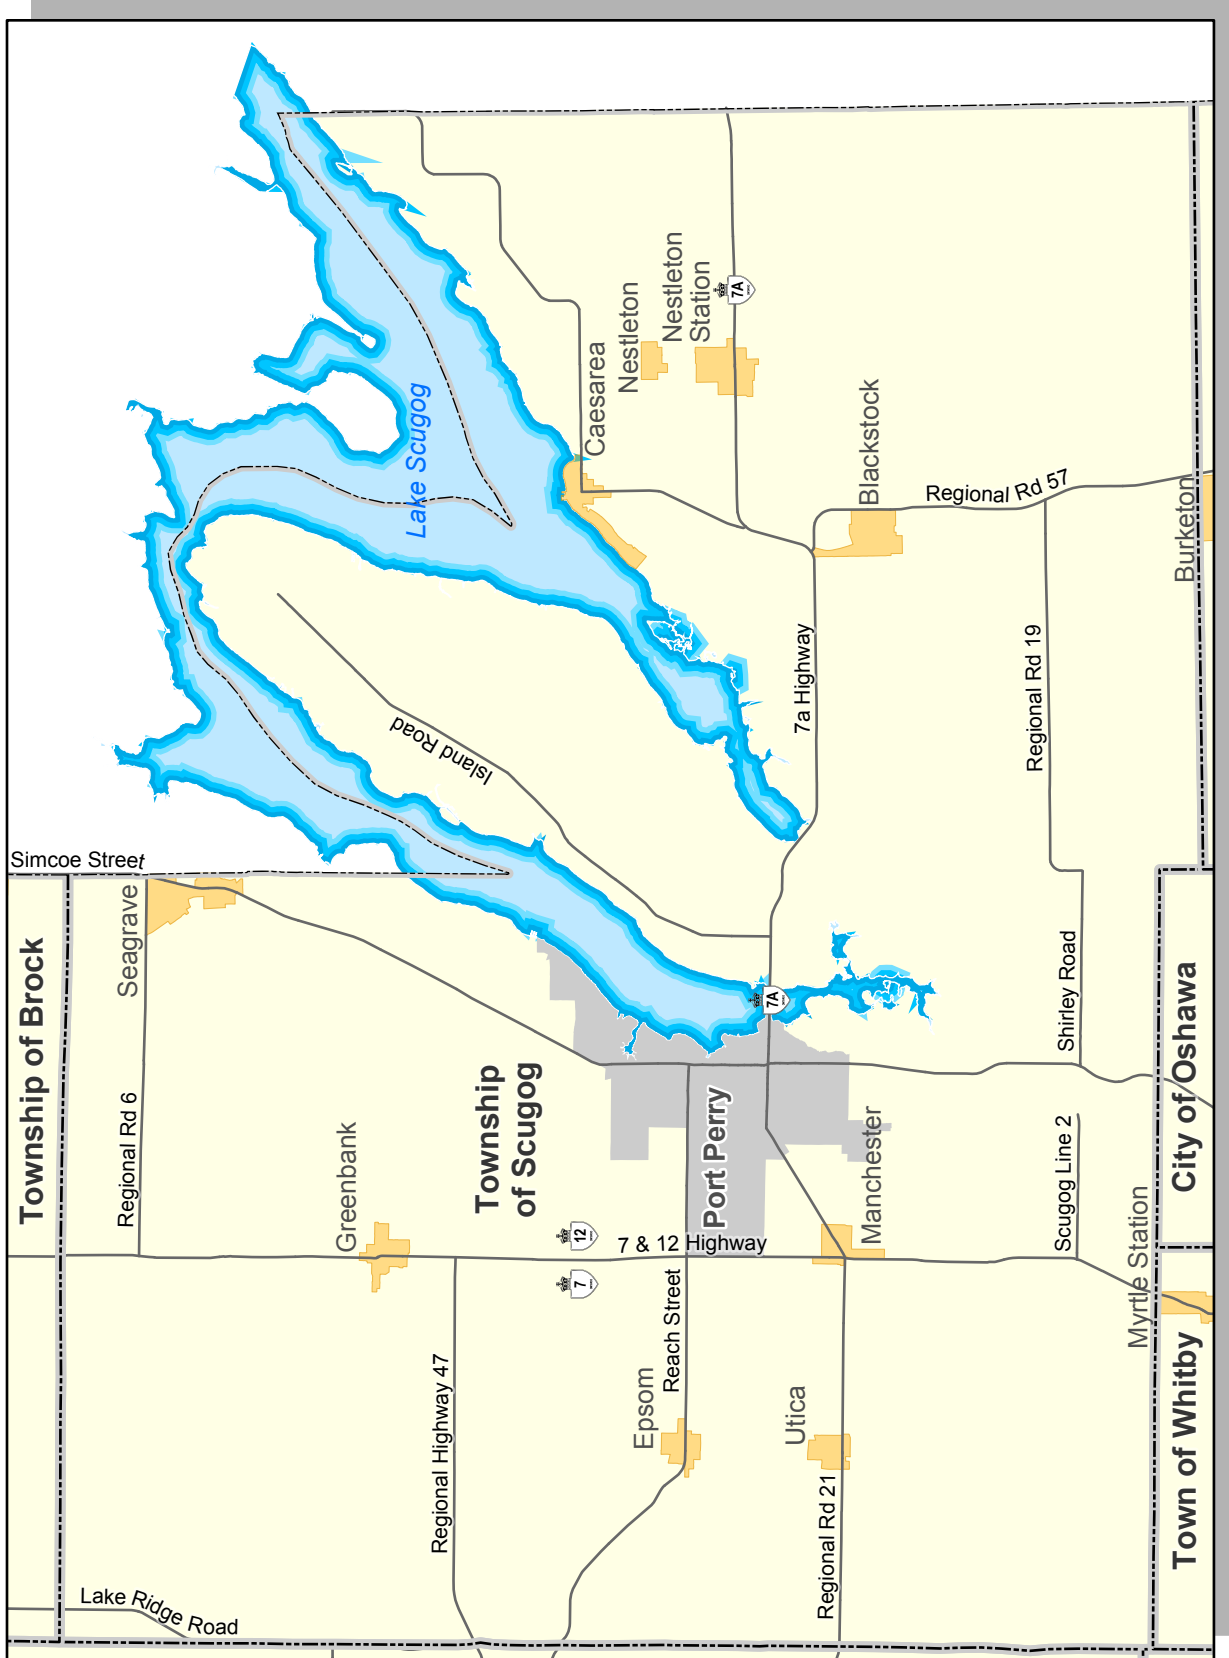 Lake Scugog
Nestleton
Nestleton
Station
7A
Caesarea
Blackstock
Regional Rd 57
Burketon
7a Highway
Regional Rd 19
Island Road
Simcoe Street
Seagrave
Township of Brock
Regional Rd 6
Greenbank
Township
of Scugog
7A
Port Perry
Manchester
Shirley Road
Scugog Line 2
City of Oshawa
12
7
7 & 12 Highway
Reach Street
Epsom
Utica
Regional Highway 47
Regional Rd 21
Myrtle Station
Town of Whitby
Lake Ridge Road